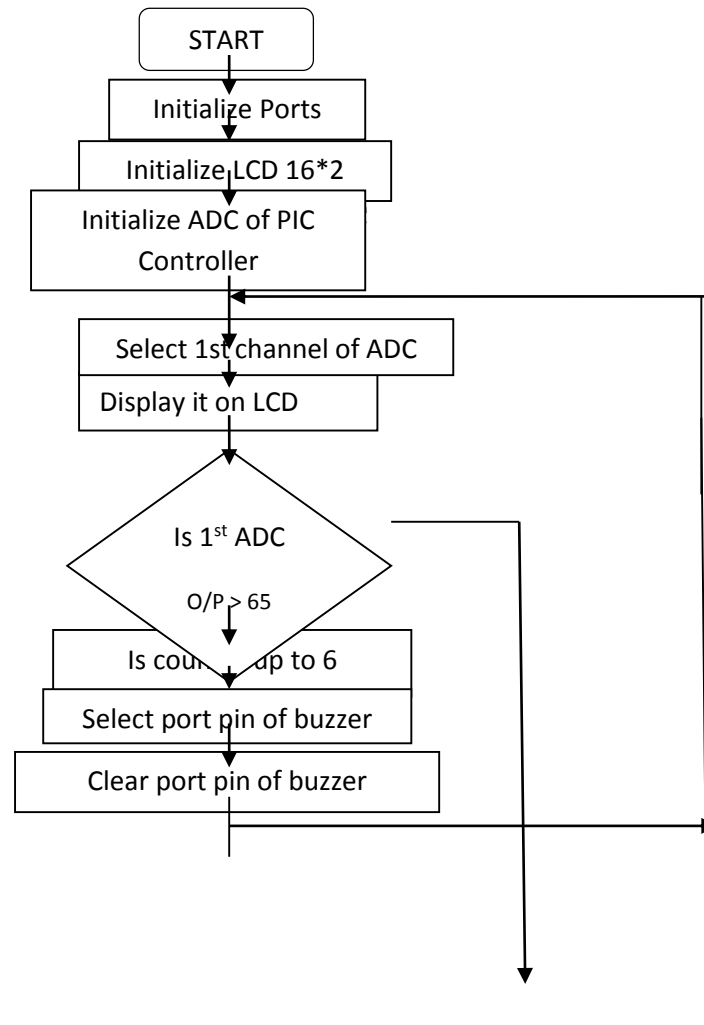 START
Initialize Ports
Initialize LCD 16*2
Initialize ADC of PIC
Controller
Select 1st channel of ADC
Display it on LCD
Is 1st ADC
O/P > 65
Is up to 6
Select port pin of buzzer
Clear port pin of buzzer